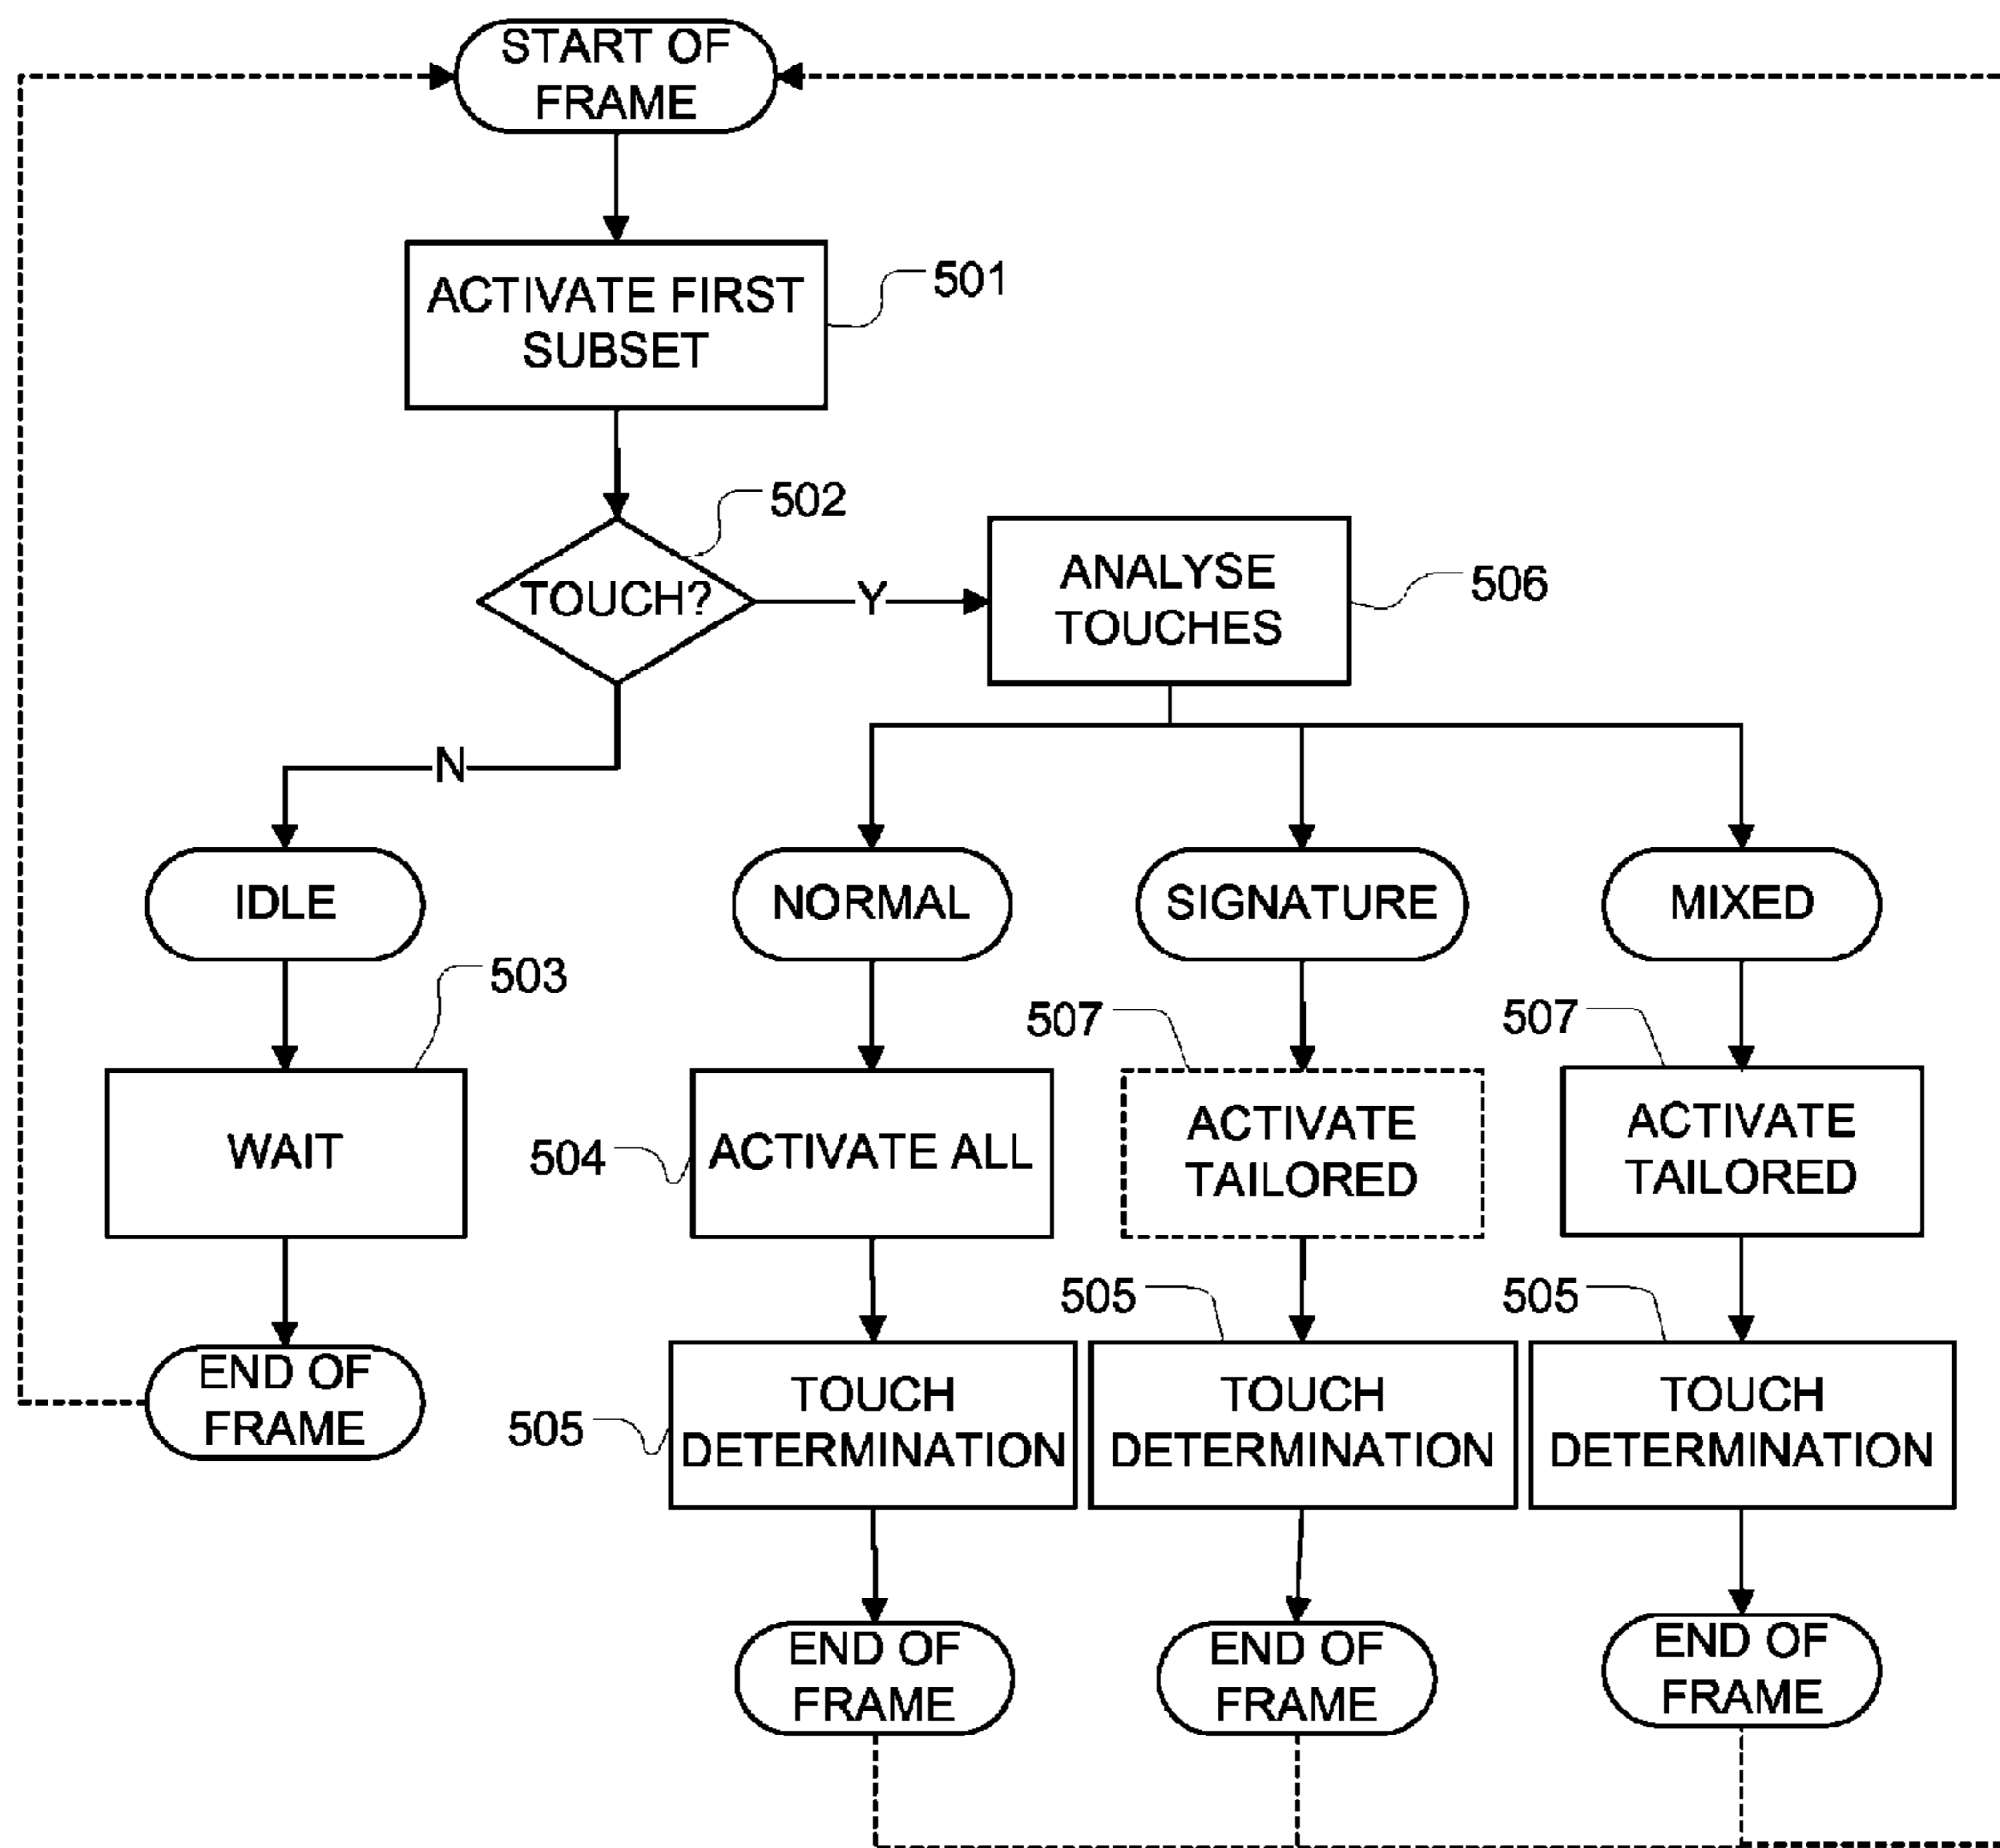 START OF
FRAME
ACTIVATE FIRST
SUBSET
501
502
TOUCH?
Y
ANALYSE
TOUCHES
506
N
IDLE
NORMAL
SIGNATURE
MIXED
503
507
507
WAIT
504
ACTIVATE ALL
ACTIVATE
TAILORED
ACTIVATE
TAILORED
505
505
END OF
FRAME
505
TOUCH
DETERMINATION
TOUCH
DETERMINATION
TOUCH
DETERMINATION
END OF
FRAME
END OF
FRAME
END OF
FRAME